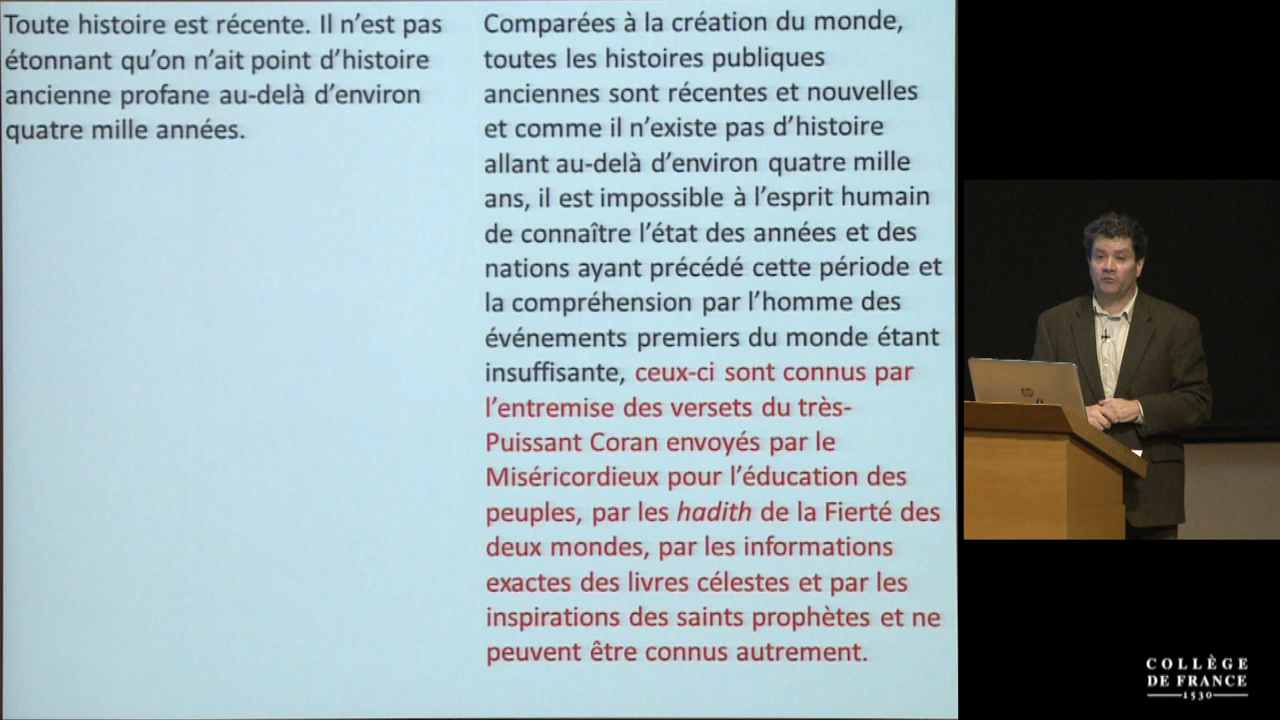 Toute histoire est récente. Il n’est pas
étonnant qu’on n’ait point d’histoire
ancienne profane au-delà d’environ
quatre mille années.
Comparées à la création du monde,
toutes les histoires publiques
anciennes sont récentes et nouvelles
et comme il n’existe pas d’histoire
allant au-delà d’environ quatre mille
ans, il est impossible à l’esprit humain
de connaître l’état des années et des
nations ayant précédé cette période et
la compréhension par l’homme des
événements premiers du monde étant
insuffisante, ceux-ci sont connus par
l’entremise des versets du très-
Puissant Coran envoyés par le
Miséricordieux pour l’éducation des
peuples, par les hadith de la Fierté des
deux mondes, par les informations
exactes des livres célestes et par les
inspirations des saints prophètes et ne
peuvent être connus autrement.
hp
COLLÈGE
DE FRANCE
1530